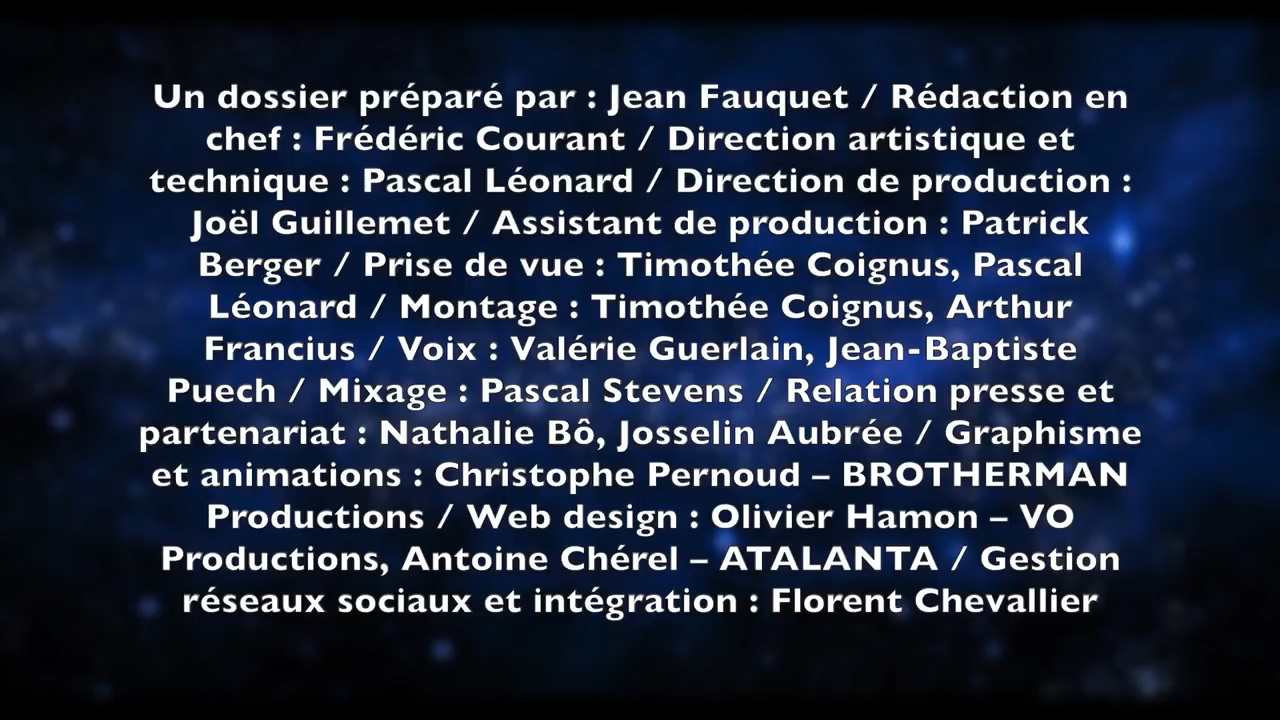 Un dossier préparé par : Jean Fauquet / Rédaction en
chef : Frédéric Courant / Direction artistique et
technique : Pascal Léonard / Direction de production :
Joël Guillemet / Assistant de production : Patrick
Berger / Prise de vue : Timothée Coignus, Pascal
Léonard / Montage : Timothée Coignus, Arthur
Francius / Voix : Valérie Guerlain, Jean-Baptiste
Puech / Mixage : Pascal Stevens / Relation presse et
partenariat : Nathalie Bô, Josselin Aubrée / Graphisme
et animations : Christophe Pernoud – BROTHERMAN
Productions / Web design : Olivier Hamon – VO
Productions, Antoine Chérel – ATALANTA / Gestion
réseaux sociaux et intégration : Florent Chevallier